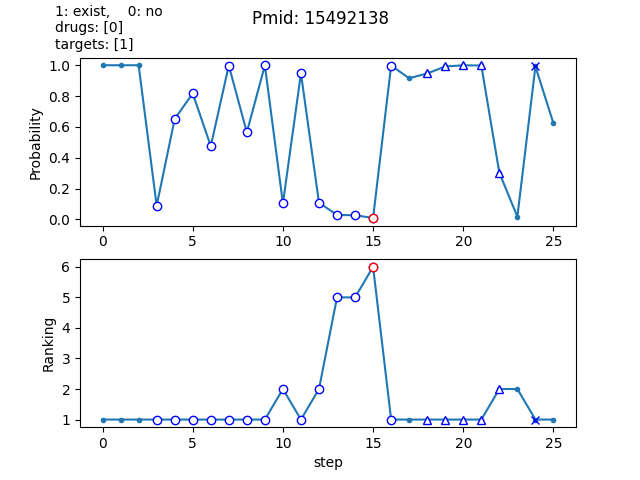 1: exist,    0: no
drugs: [0]
targets: [1]
Pmid: 15492138
Probability
1.0
0.8
0.6
0.4
0.2
0.0
0 5 10 15 20 25
Ranking
6
5
4
3
2
1
0 5 10 15 20 25
step